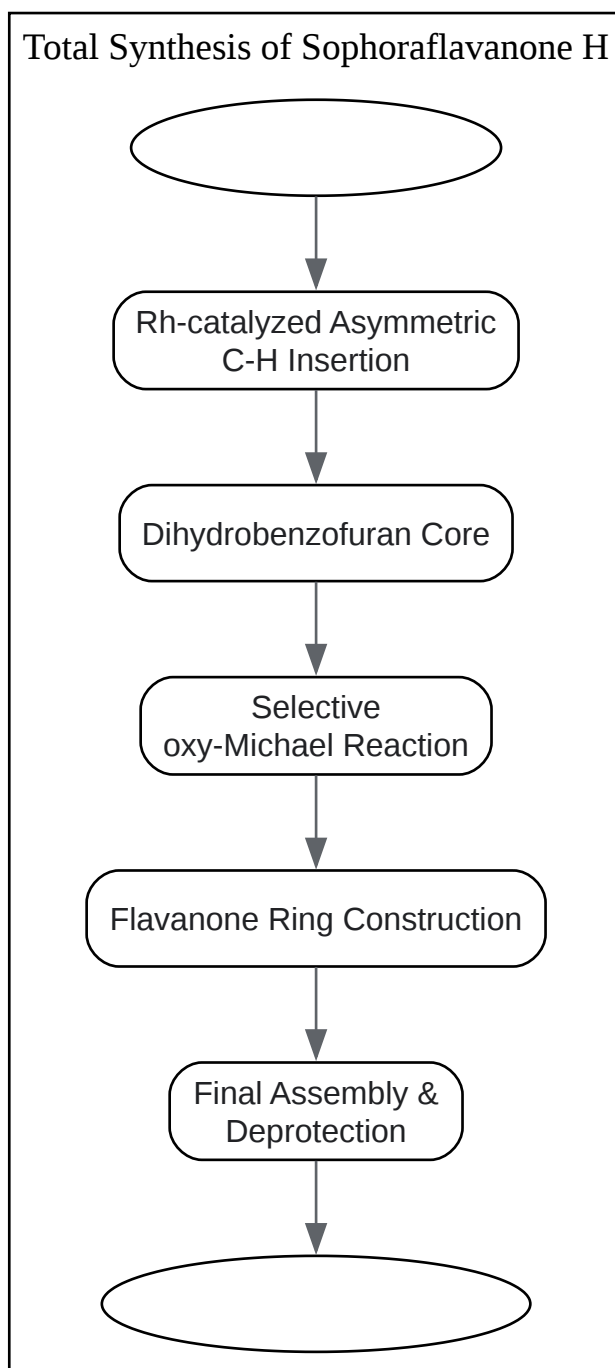 Total Synthesis of Sophoraflavanone H
Rh-catalyzed Asymmetric
C-H Insertion
Dihydrobenzofuran Core
Selective
oxy-Michael Reaction
Flavanone Ring Construction
Final Assembly &
Deprotection